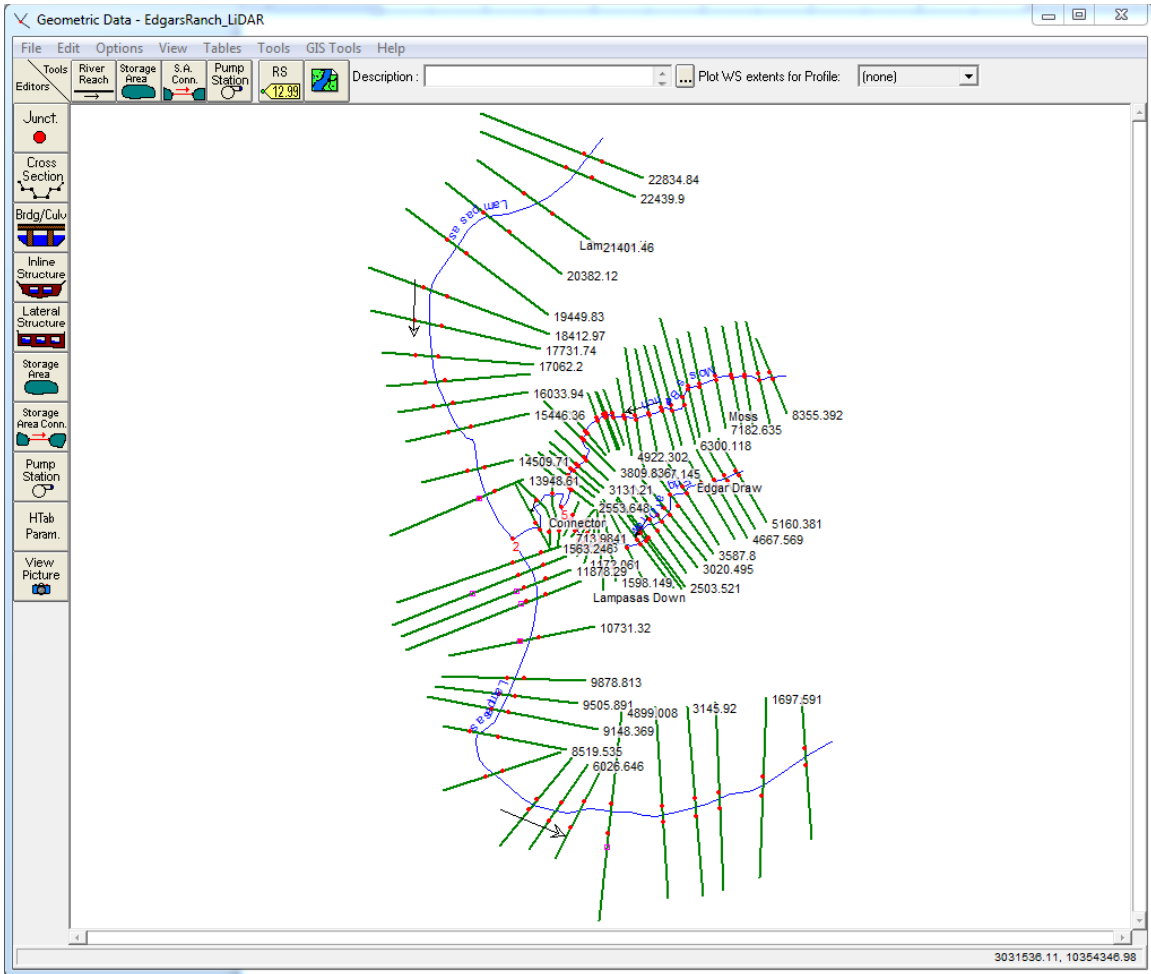 Geometric Data - EdgarsRanch_LiDAR
File Edit Options View Tables Tools GIS Tools Help
Tools
Editors
River
Reach
Storage
Area
S.A.
Conn.
Pump
Station
RS
12.99
Description :
...
Plot WS extents for Profile:
(none)
Junct.
Cross
Section
Brdg/Culv
Inline
Structure
Lateral
Structure
Storage
Area
Storage
Area Conn.
Pump
Station
HTab
Param.
View
Picture
22834.84
22439.9
Lampasas
Lam21401.46
20382.12
19449.83
18412.97
17731.74
17062.2
16033.94
15446.36
14509.71
13948.61
8355.392
Moss
7182.635
6300.118
4922.302
3809.836
7.145
3131.21
Edgar Draw
2553.648
5
Connector
5160.381
4667.569
713.9841
2
1563.246
3587.8
1172.061
3020.495
11878.29
1598.149
2503.521
Lampasas Down
10731.32
9878.813
Lampasas
9505.891
4899.008
3145.92
1697.591
9148.369
8519.535
6026.646
3031536.11, 10354346.98